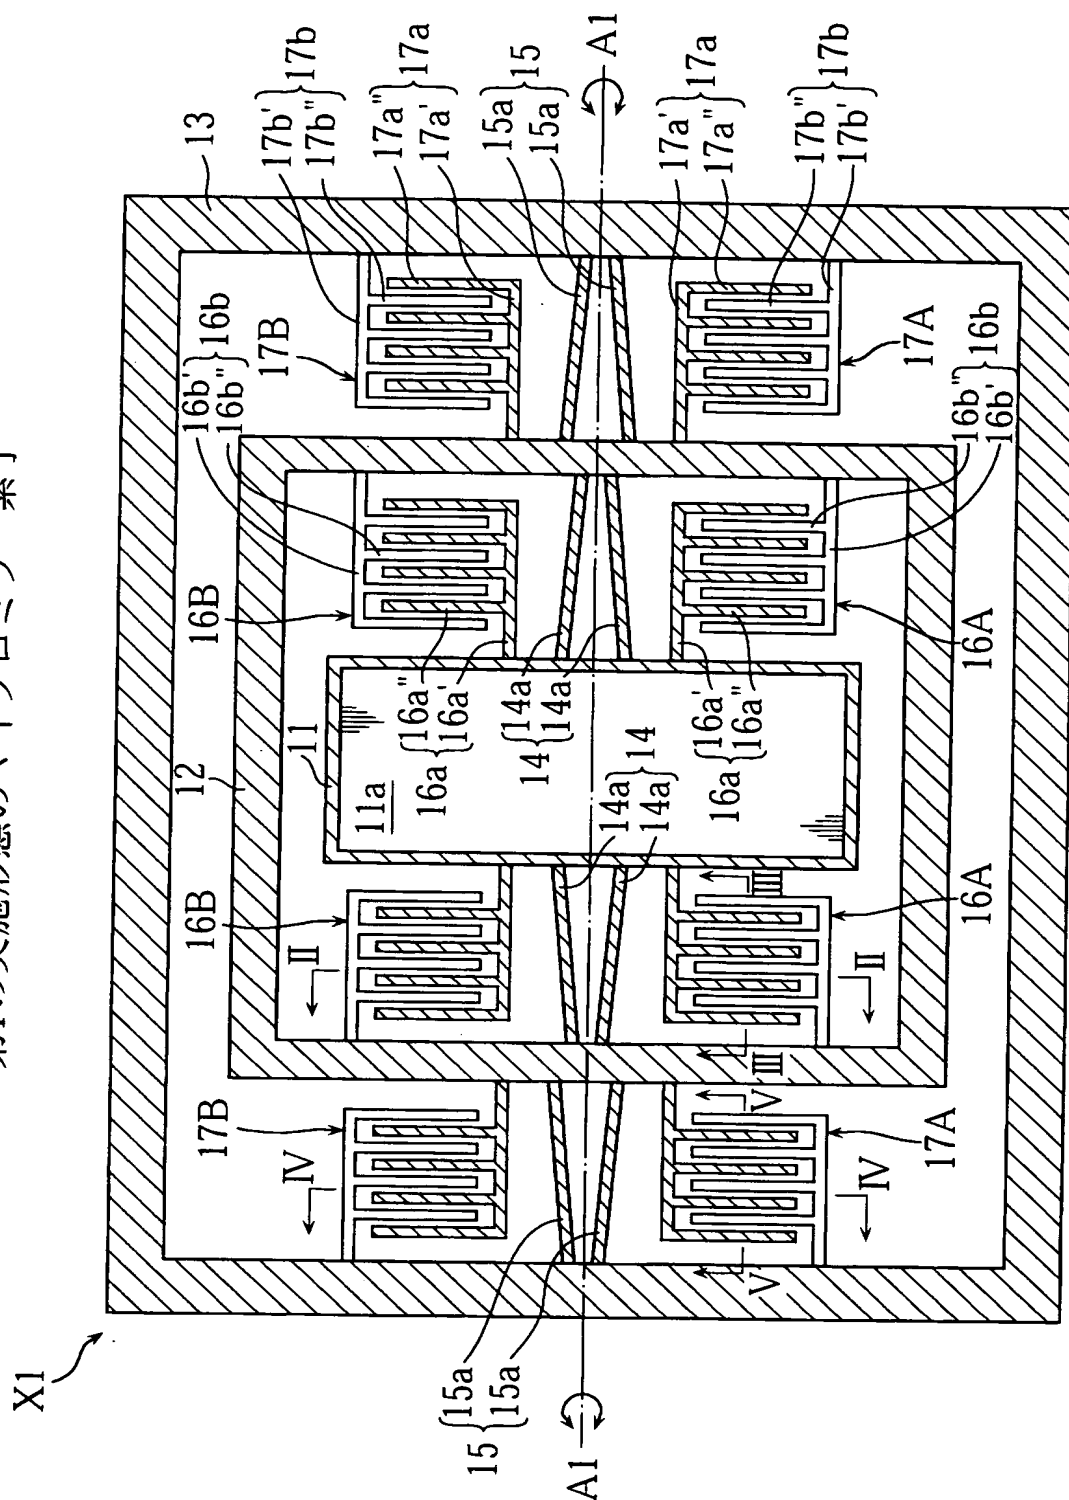 X1
13
17b' 17b" 17b
17a" 17a' 17a
15a 15a 15
A1
17a' 17a" 17a
17b" 17b' 17b
16b' 16b" 16b
17B
17A
16b" 16b' 16b
12
16B
16A
11
11a
16a" 16a' 16a
14a 14a 14
14a 14a 14
16a' 16a" 16a
16B
16A
II
II
III
III
17B
17A
IV
IV
V
V
15a 15a 15
A1